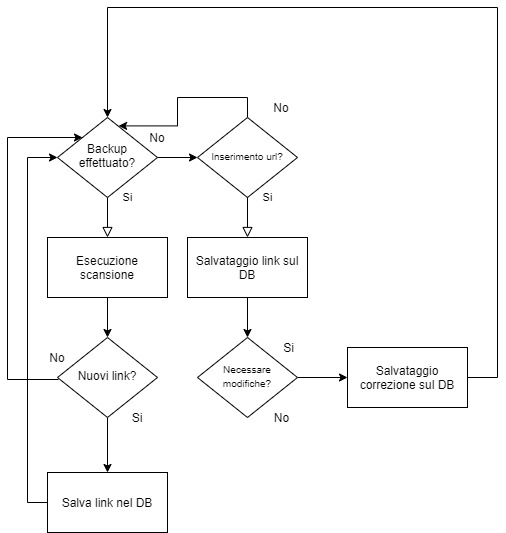 No
Backup
effettuato?
No
Inserimento url?
Si
Si
Esecuzione
scansione
Salvataggio link sul
DB
No
Nuovi link?
Si
Necessare
modifiche?
Si
No
Salvataggio
correzione sul DB
Salva link nel DB